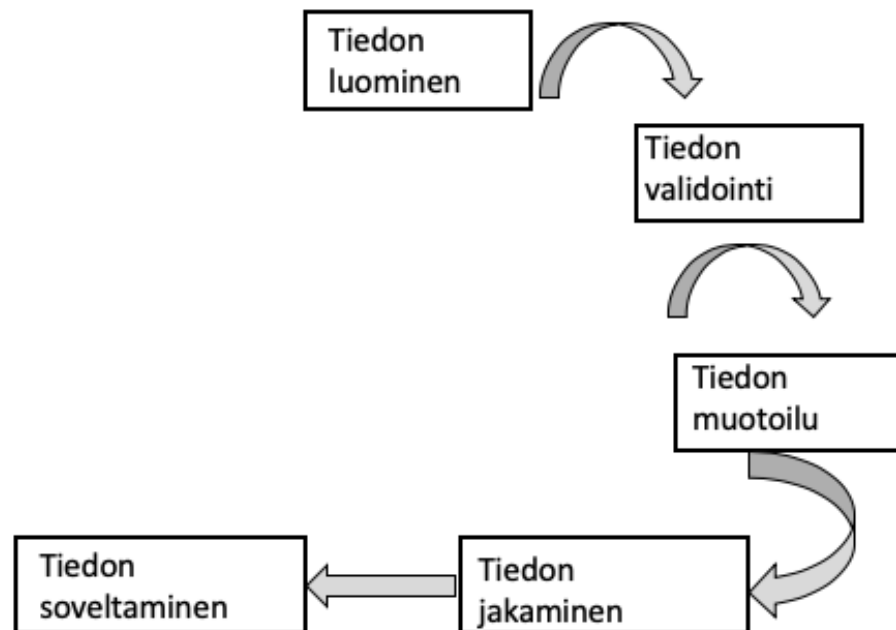 Tiedon
luominen
Tiedon
validointi
Tiedon
muotoilu
Tiedon
jakaminen
Tiedon
soveltaminen